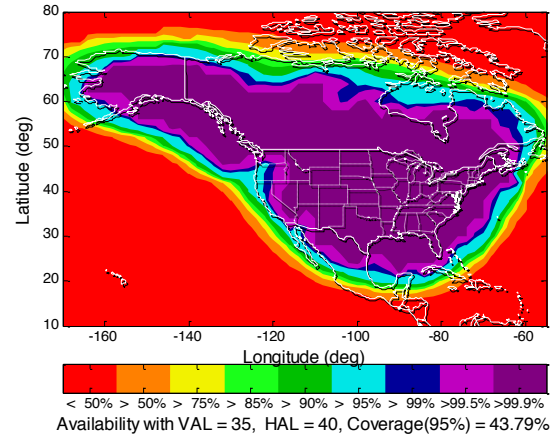 80
70
60
50
40
30
20
10
Latitude (deg)
-160 -140 -120 -100 -80 -60
Longitude (deg)
< 50% > 50% > 75% > 85% > 90% > 95% > 99% >99.5% >99.9%
Availability with VAL = 35, HAL = 40, Coverage(95%) = 43.79%